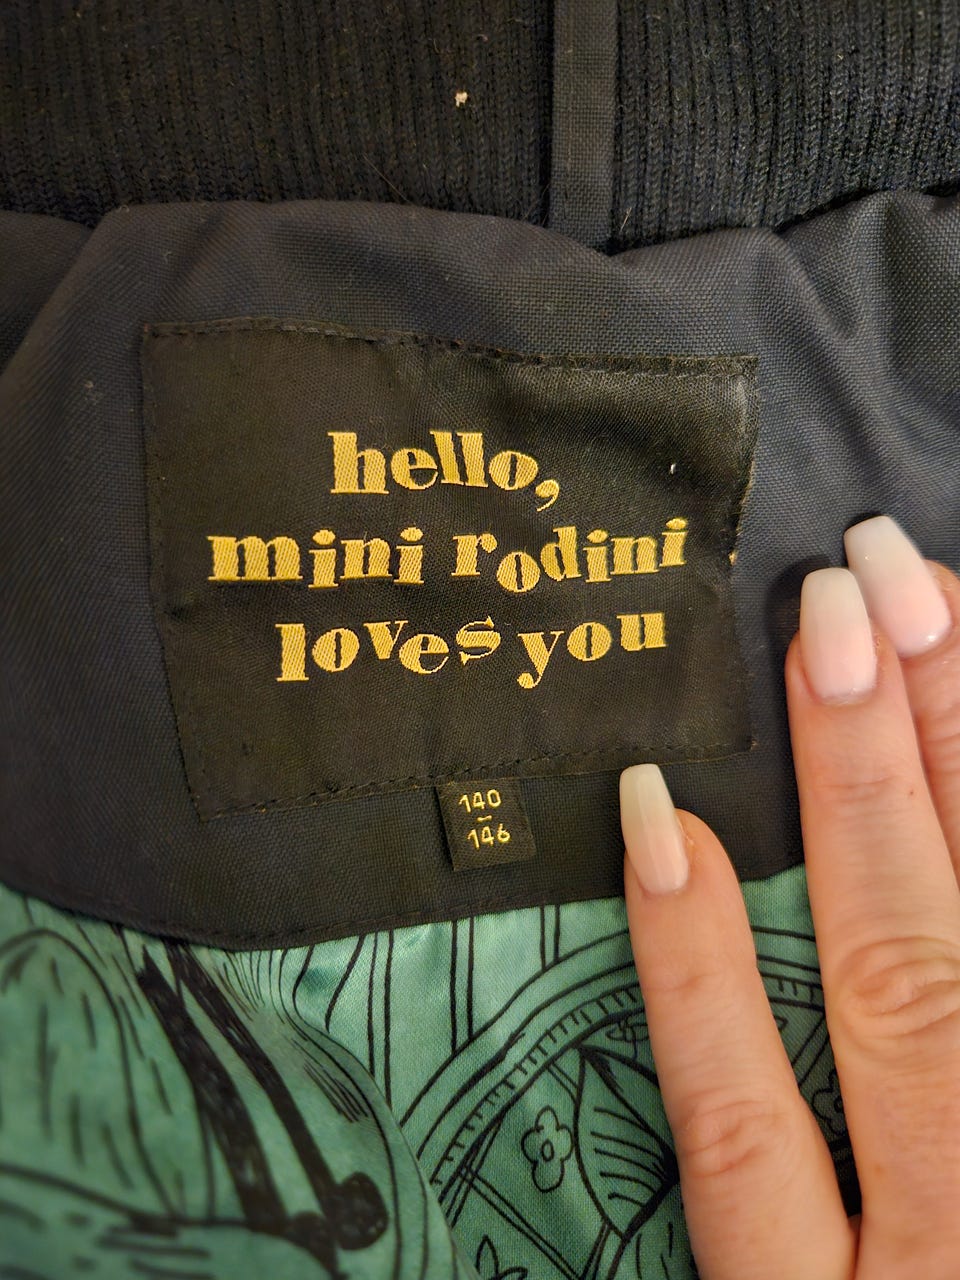 hello,
mini rodini
loves you
140
-
146